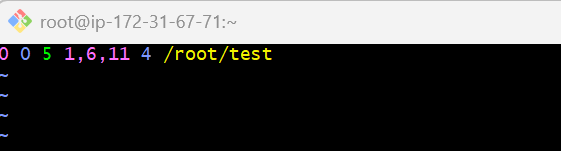 root@ip-172-31-67-71:~
0 0 5 1,6,11 4 /root/test
~
~
~
~